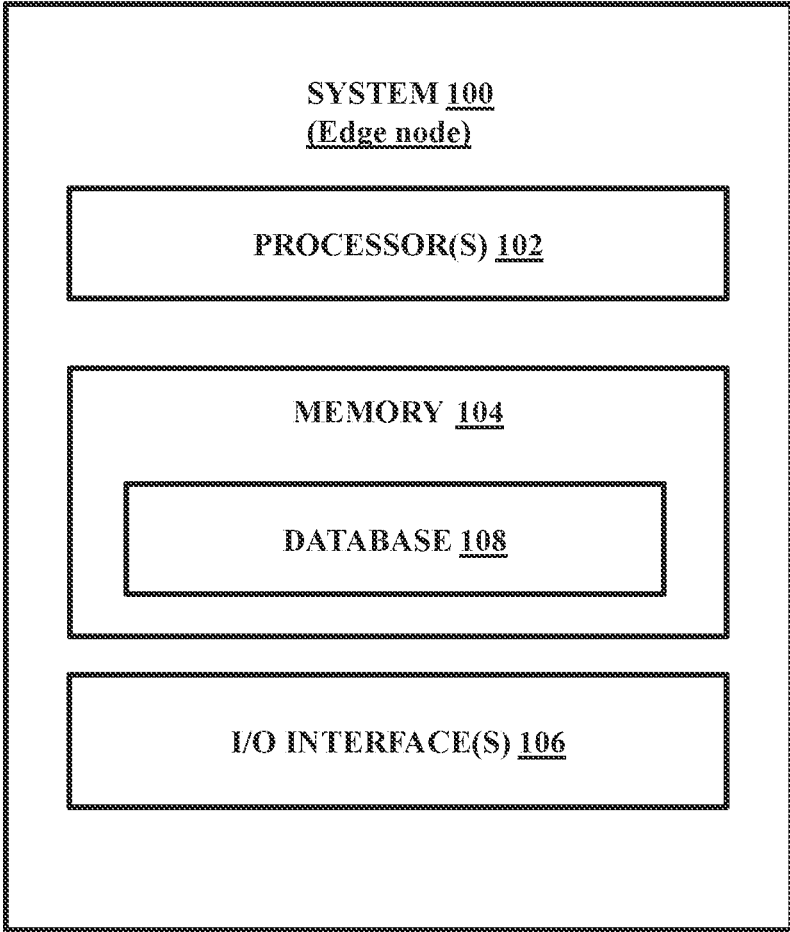 SYSTEM 100
(Edge node)
PROCESSOR(S) 102
MEMORY 104
DATABASE 108
I/O INTERFACE(S) 106